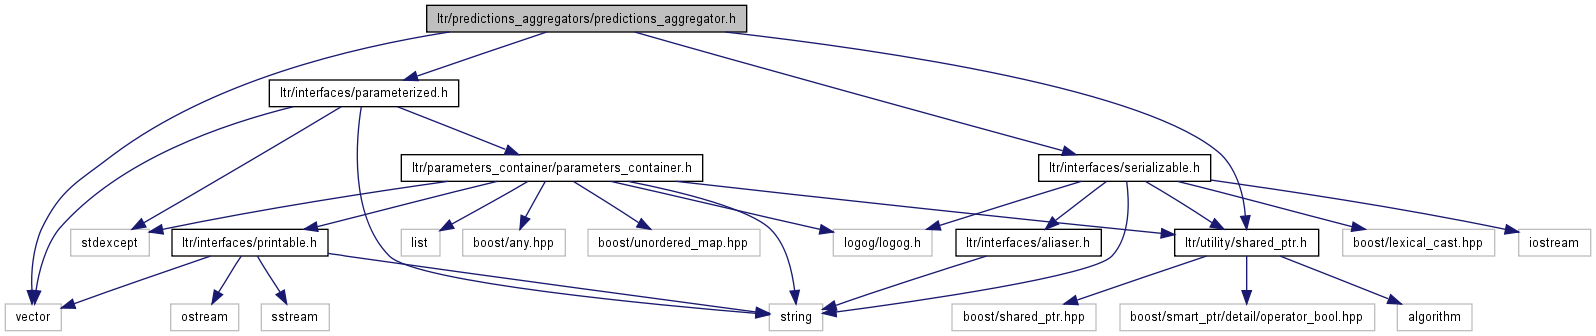 ltr/predictions_aggregators/predictions_aggregator.h
ltr/interfaces/parameterized.h
ltr/parameters_container/parameters_container.h
ltr/interfaces/serializable.h
stdexcept
ltr/interfaces/printable.h
list
boost/any.hpp
boost/unordered_map.hpp
logog/logog.h
ltr/interfaces/aliaser.h
ltr/utility/shared_ptr.h
boost/lexical_cast.hpp
iostream
vector
ostream
sstream
string
boost/shared_ptr.hpp
boost/smart_ptr/detail/operator_bool.hpp
algorithm